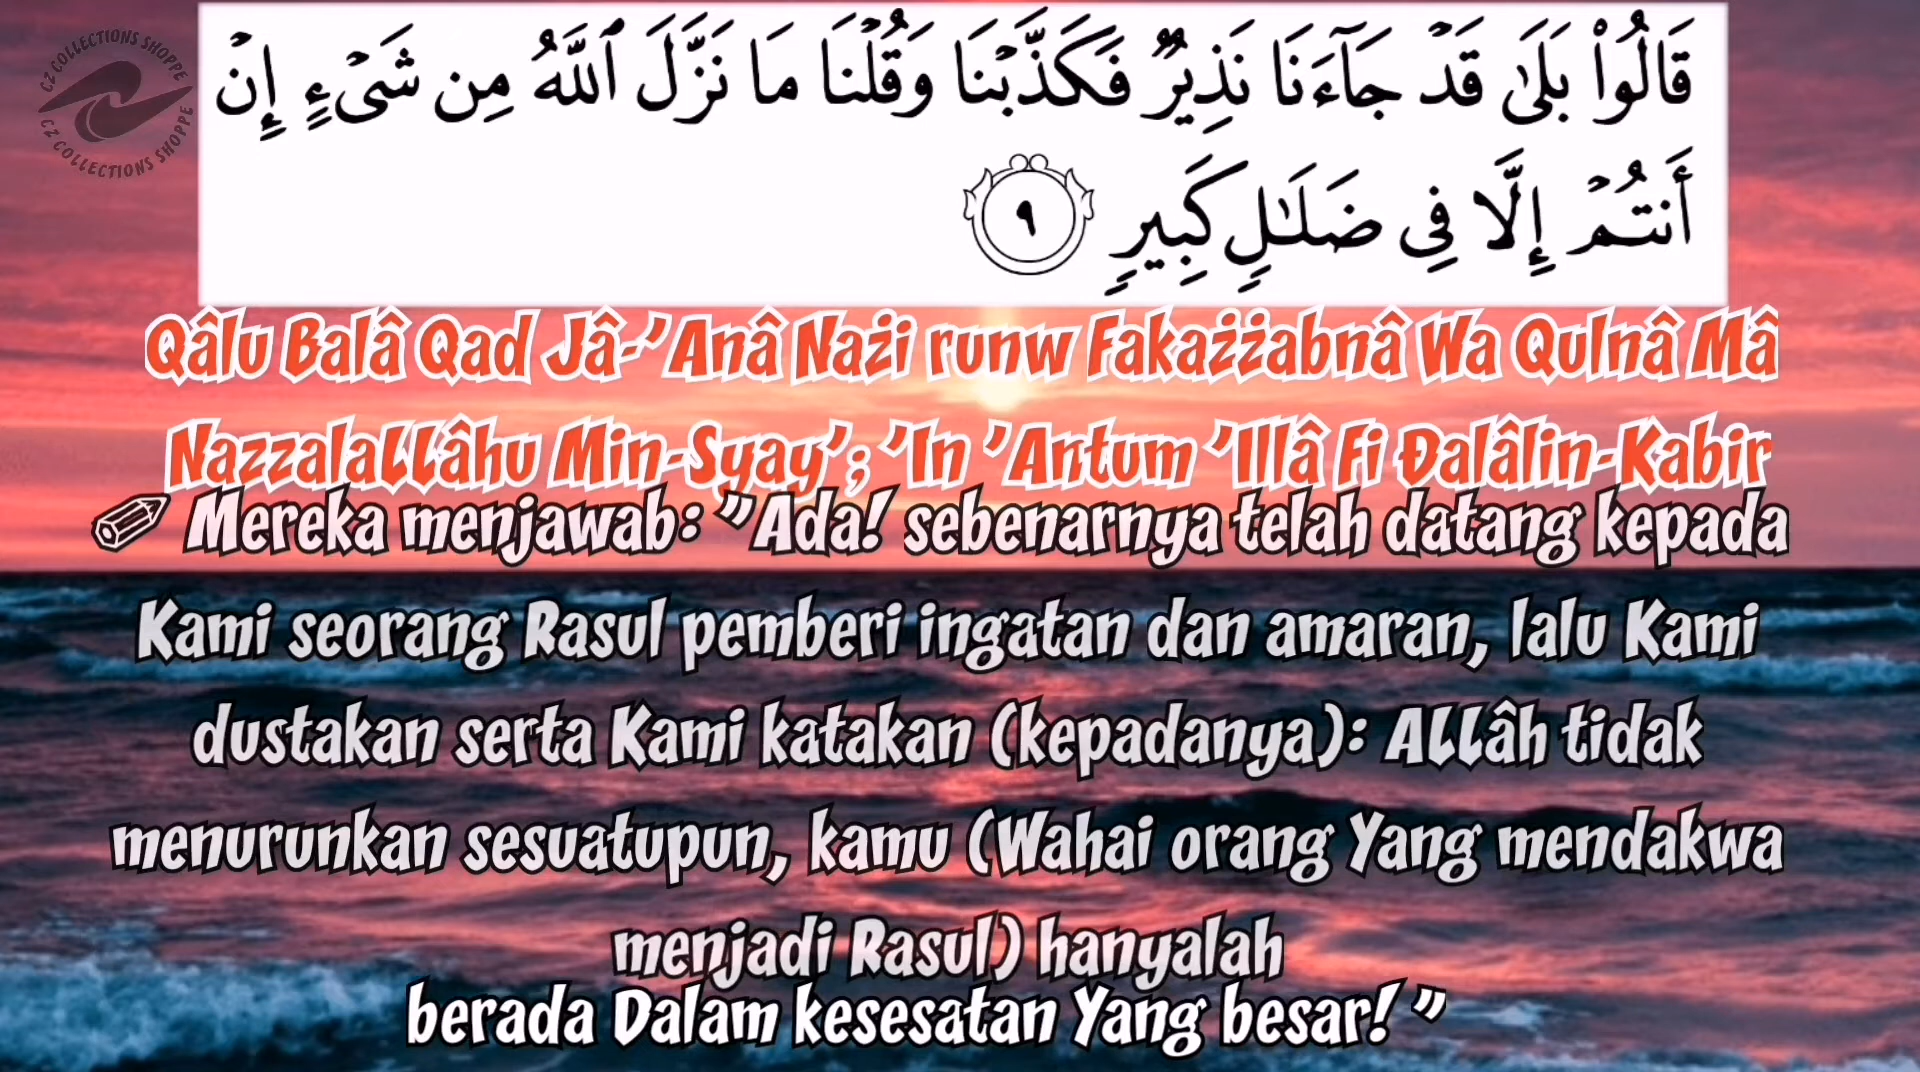 CZ COLLECTIONS SHOPPE
CZ COLLECTIONS SHOPPE
قَالُوا۟ بَلَىٰ قَدْ جَآءَنَا نَذِيرٌ فَكَذَّبْنَا وَقُلْنَا مَا نَزَّلَ ٱللَّهُ مِن شَىْءٍ إِنْ
أَنتُمْ إِلَّا فِى ضَلَـٰلٍ كَبِيرٍ ٩
Qâlu Balâ Qad Jâ-'Anâ Nażi runw Fakażżabnâ Wa Qulnâ Mâ
NazzalaLLâhu Min-Syay'; 'In 'Antum 'Illâ Fi Đalâlin-Kabir
Mereka menjawab: "Ada! sebenarnya telah datang kepada
Kami seorang Rasul pemberi ingatan dan amaran, lalu Kami
dustakan serta Kami katakan (kepadanya): ALLâh tidak
menurunkan sesuatupun, kamu (Wahai orang Yang mendakwa
menjadi Rasul) hanyalah
berada Dalam kesesatan Yang besar! "